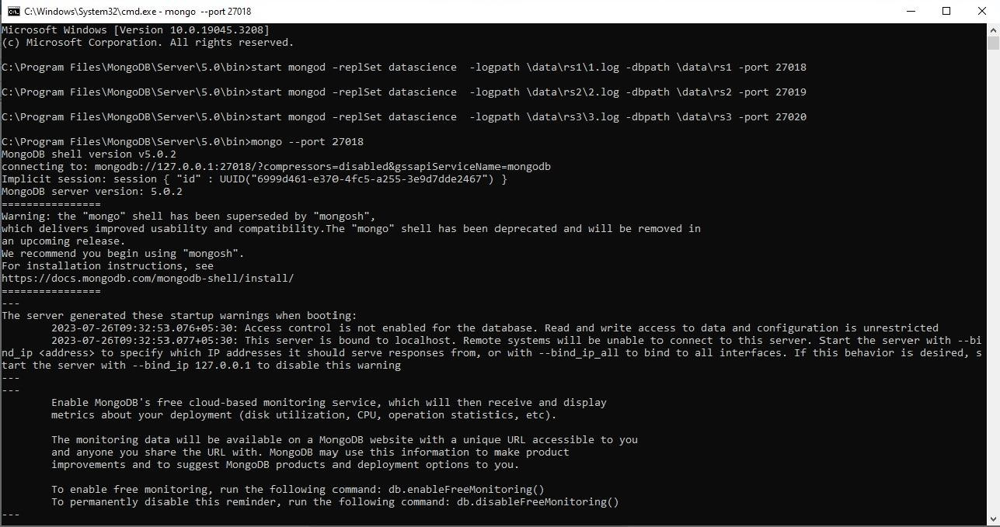 C:\Windows\System32\cmd.exe - mongo  --port 27018
Microsoft Windows [Version 10.0.19045.3208]
(c) Microsoft Corporation. All rights reserved.
C:\Program Files\MongoDB\Server\5.0\bin>start mongod -replSet datascience  -logpath \data\rs1\1.log -dbpath \data\rs1 -port 27018
C:\Program Files\MongoDB\Server\5.0\bin>start mongod -replSet datascience  -logpath \data\rs2\2.log -dbpath \data\rs2 -port 27019
C:\Program Files\MongoDB\Server\5.0\bin>start mongod -replSet datascience  -logpath \data\rs3\3.log -dbpath \data\rs3 -port 27020
C:\Program Files\MongoDB\Server\5.0\bin>mongo --port 27018
MongoDB shell version v5.0.2
connecting to: mongodb://127.0.0.1:27018/?compressors=disabled&gssapiServiceName=mongodb
Implicit session: session { "id" : UUID("6999d461-e370-4fc5-a255-3e9d7dde2467") }
MongoDB server version: 5.0.2
================
Warning: the "mongo" shell has been superseded by "mongosh",
which delivers improved usability and compatibility.The "mongo" shell has been deprecated and will be removed in
an upcoming release.
We recommend you begin using "mongosh".
For installation instructions, see
https://docs.mongodb.com/mongodb-shell/install/
================
---
The server generated these startup warnings when booting:
2023-07-26T09:32:53.076+05:30: Access control is not enabled for the database. Read and write access to data and configuration is unrestricted
2023-07-26T09:32:53.077+05:30: This server is bound to localhost. Remote systems will be unable to connect to this server. Start the server with --bi
nd_ip <address> to specify which IP addresses it should serve responses from, or with --bind_ip_all to bind to all interfaces. If this behavior is desired, s
tart the server with --bind_ip 127.0.0.1 to disable this warning
---
---
Enable MongoDB's free cloud-based monitoring service, which will then receive and display
metrics about your deployment (disk utilization, CPU, operation statistics, etc).
The monitoring data will be available on a MongoDB website with a unique URL accessible to you
and anyone you share the URL with. MongoDB may use this information to make product
improvements and to suggest MongoDB products and deployment options to you.
To enable free monitoring, run the following command: db.enableFreeMonitoring()
To permanently disable this reminder, run the following command: db.disableFreeMonitoring()
---